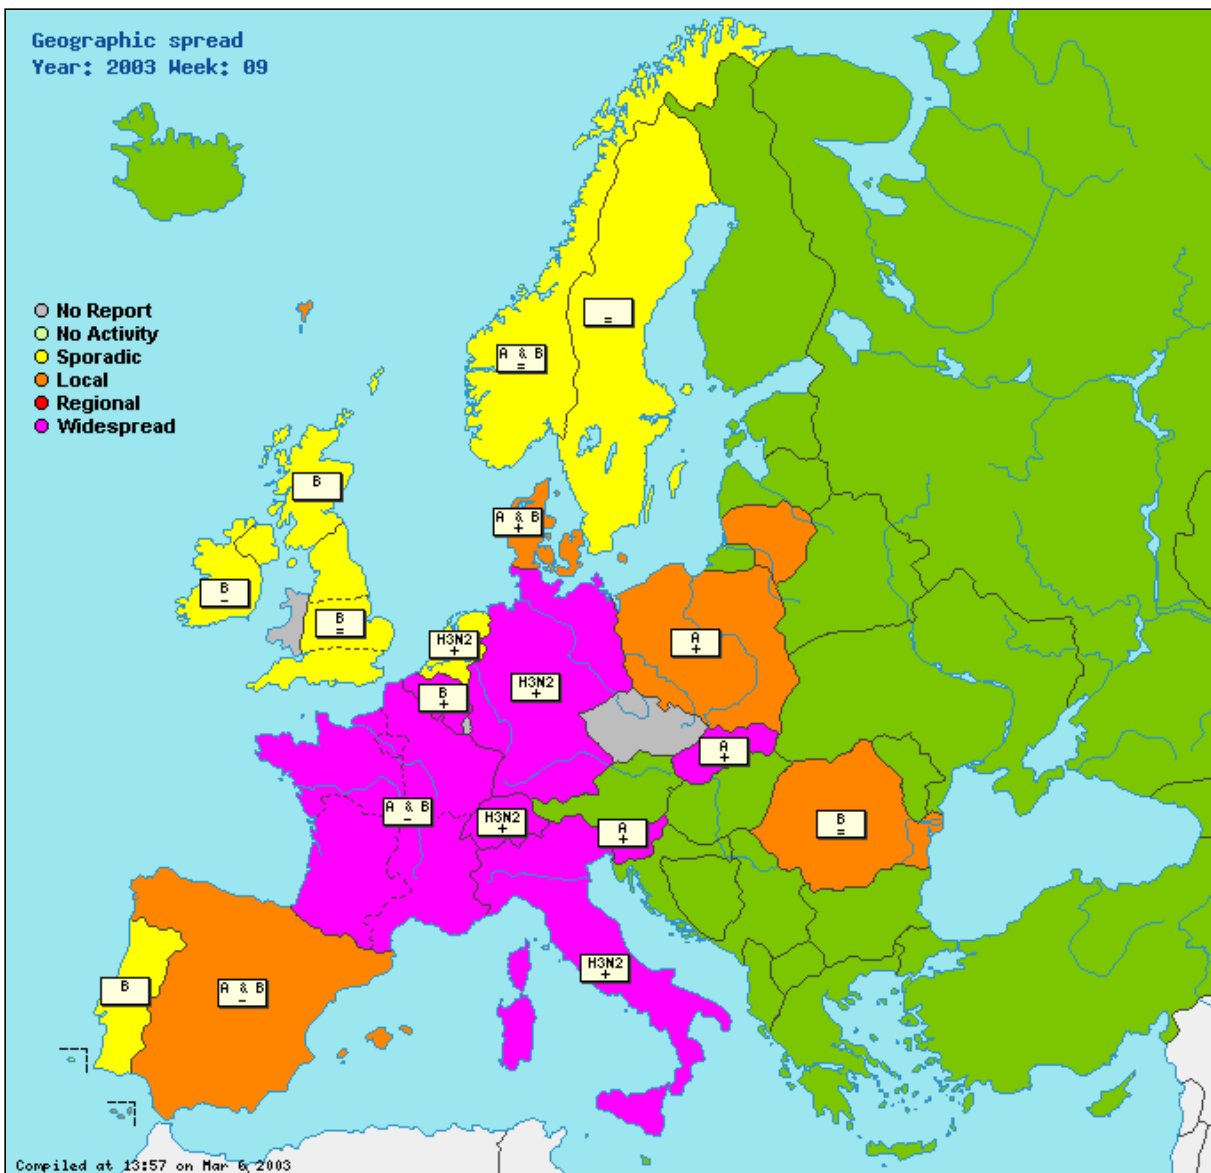 Geographic spread
Year: 2003 Week: 09
No Report
No Activity
Sporadic
Local
Regional
Widespread
=
A & B
=
B
A & B
+
B
-
B
=
H3N2
+
A
+
B
+
H3N2
+
A
+
A & B
-
H3N2
+
A
+
B
=
H3N2
+
B
A & B
-
Compiled at 13:57 on Mar 6, 2003